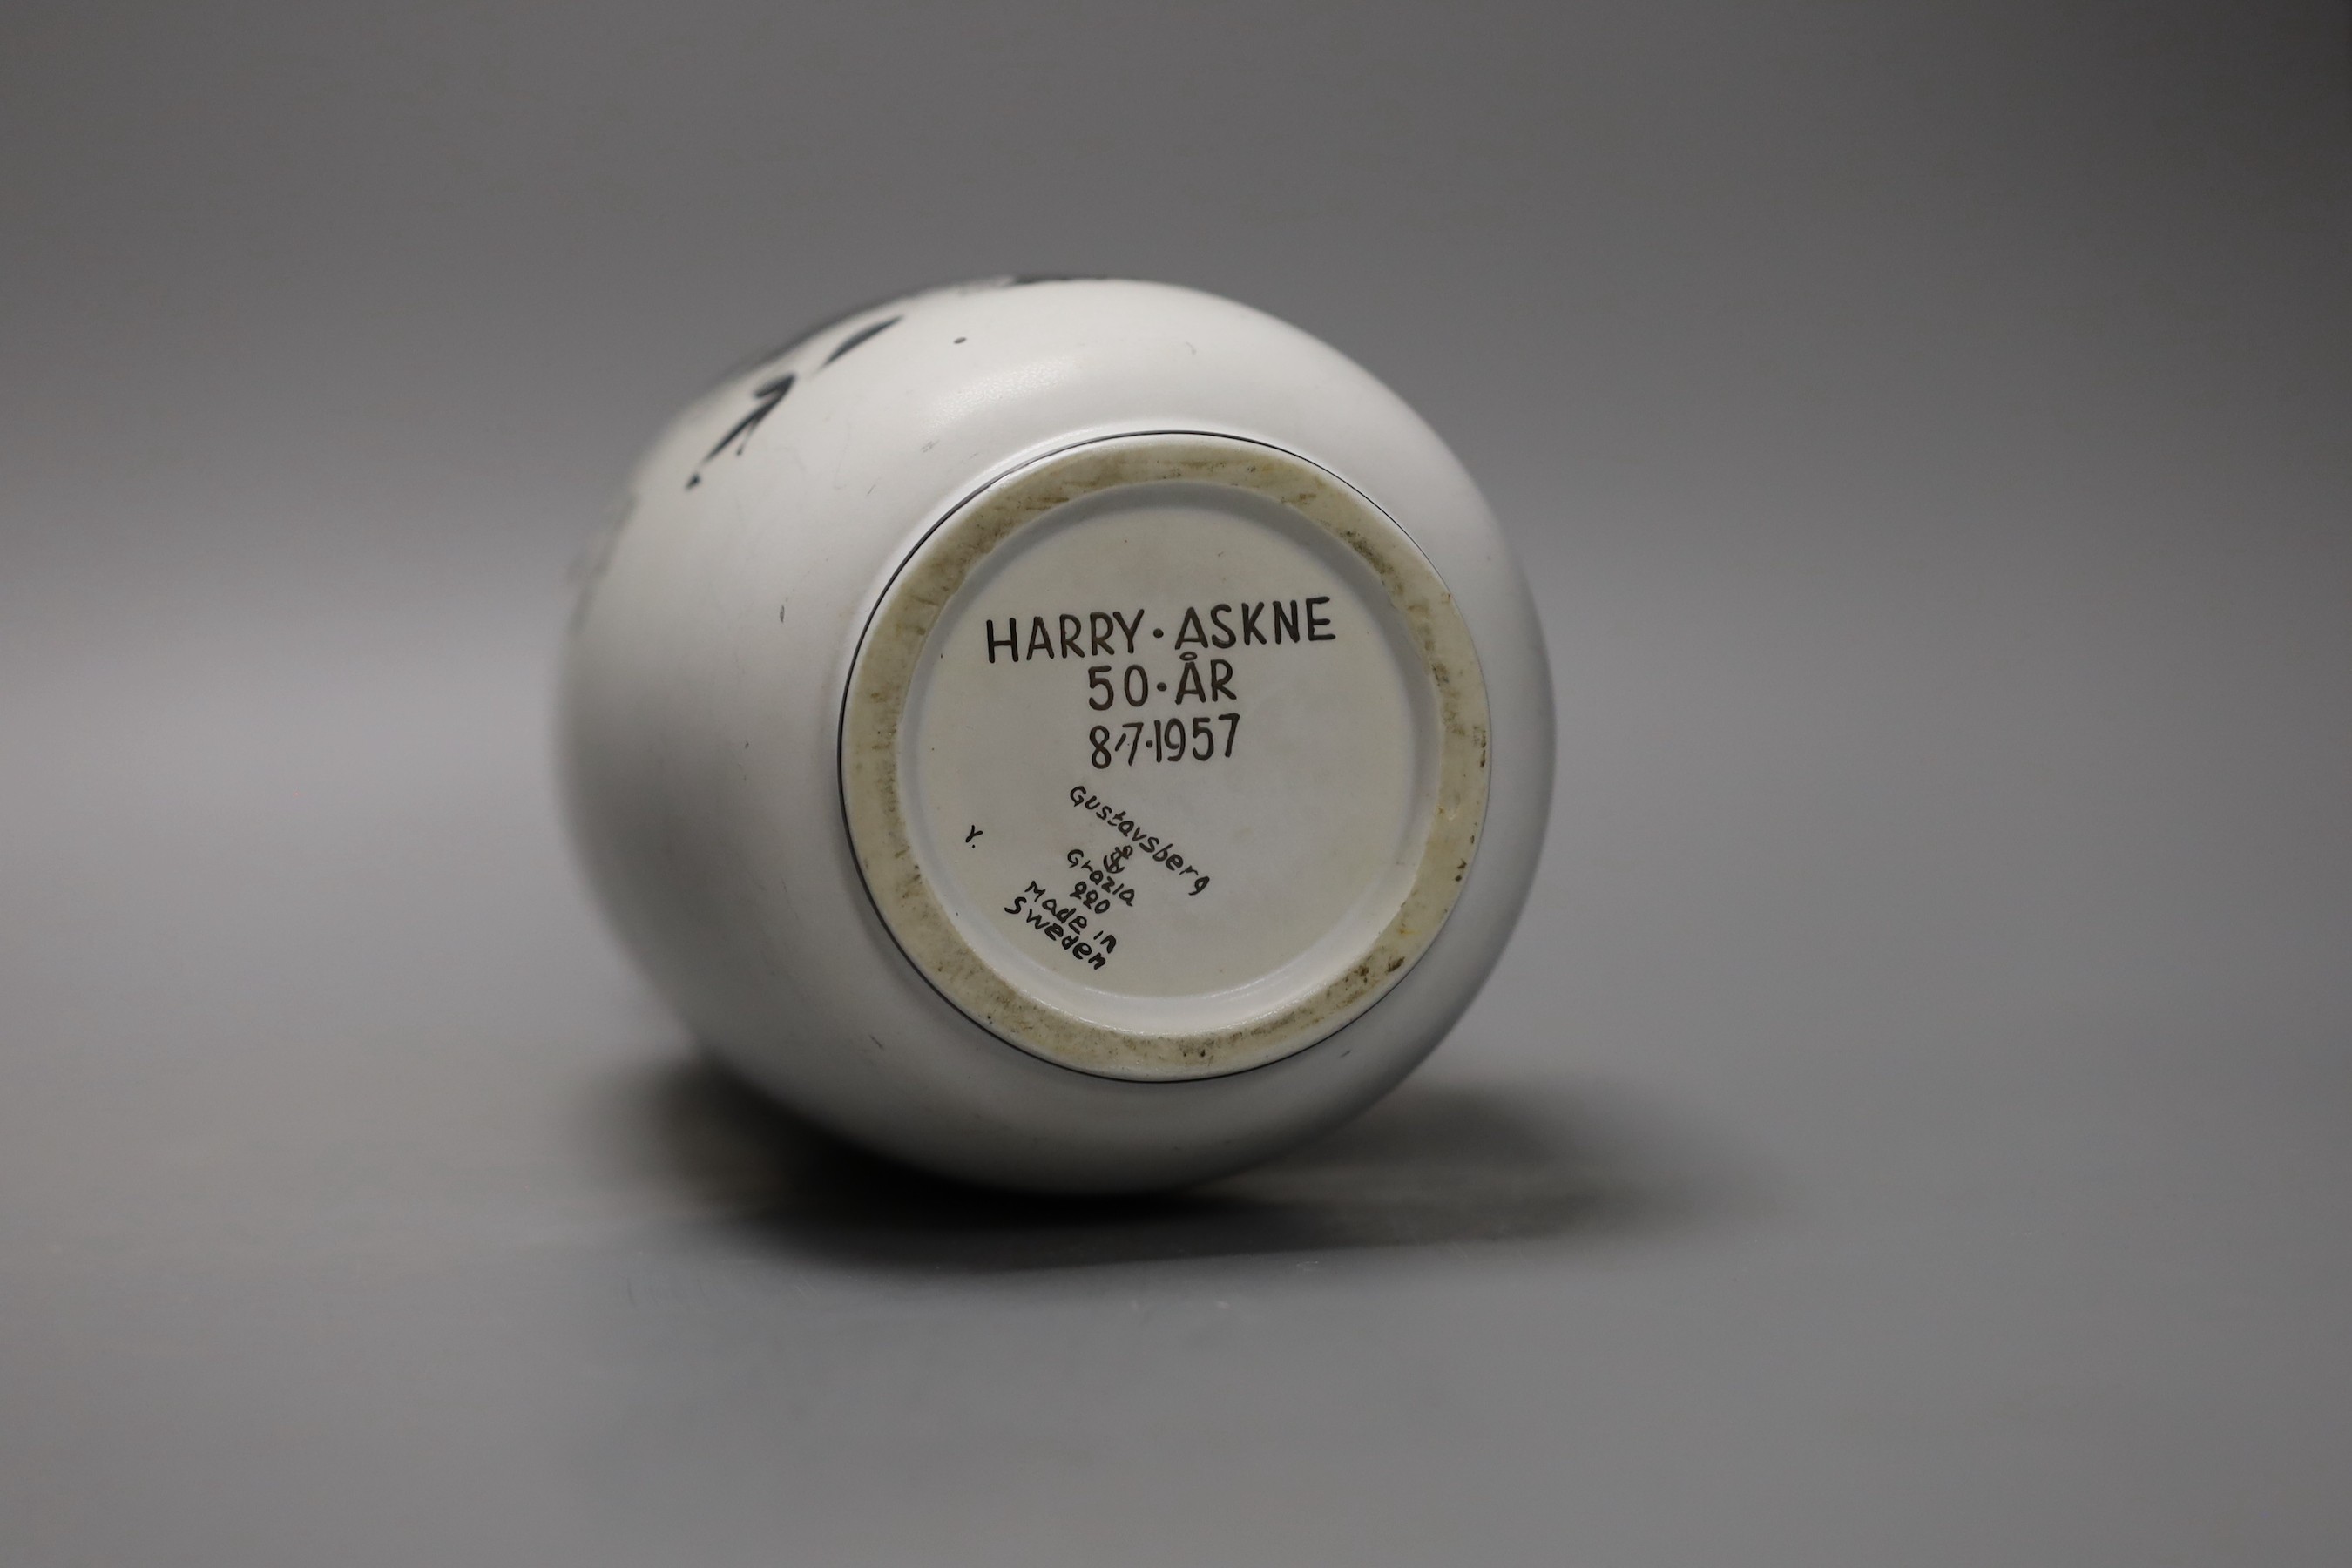 HARRY·ASKNE
50·ÅR
8/7·1957
Gustavsberg
Grazia
220
Made in
Sweden
Y.